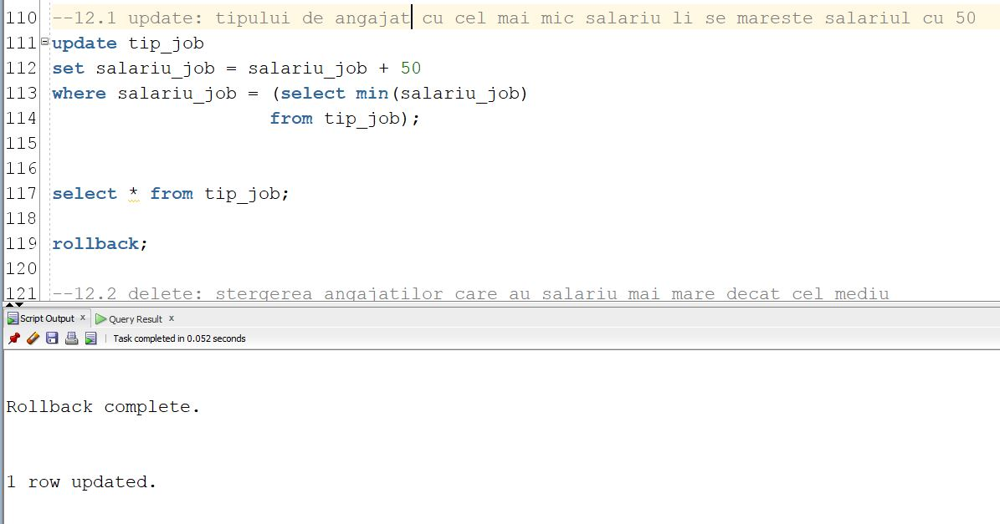 110 --12.1 update: tipului de angajat cu cel mai mic salariu li se mareste salariul cu 50
111 update tip_job
112 set salariu_job = salariu_job + 50
113 where salariu_job = (select min(salariu_job)
114 from tip_job);
115
116
117 select * from tip_job;
118
119 rollback;
120
121 --12.2 delete: stergerea angajatilor care au salariu mai mare decat cel mediu
Script Output x Query Result x
Task completed in 0.052 seconds
Rollback complete.
1 row updated.